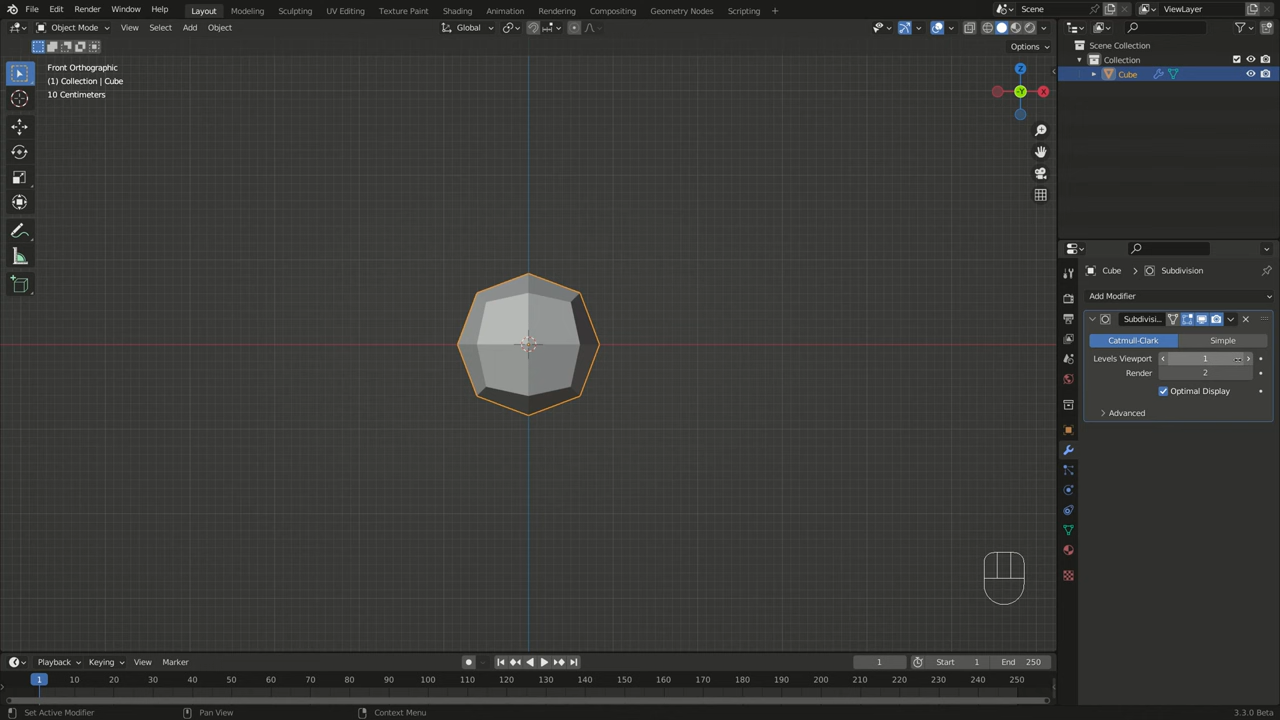 File Edit Render Window Help Layout Modeling Sculpting UV Editing Texture Paint Shading Animation Rendering Compositing Geometry Nodes Scripting + Scene ViewLayer
Object Mode View Select Add Object Global
Options
Front Orthographic
(1) Collection | Cube
10 Centimeters
Z
Y
X
Scene Collection
Collection
Cube
Cube Subdivision
Add Modifier
Subdivisi...
Catmull-Clark Simple
Levels Viewport 1
Render 2
Optimal Display
Advanced
Playback Keying View Marker 1 Start 1 End 250
1 10 20 30 40 50 60 70 80 90 100 110 120 130 140 150 160 170 180 190 200 210 220 230 240 250
Set Active Modifier Pan View Context Menu 3.3.0 Beta